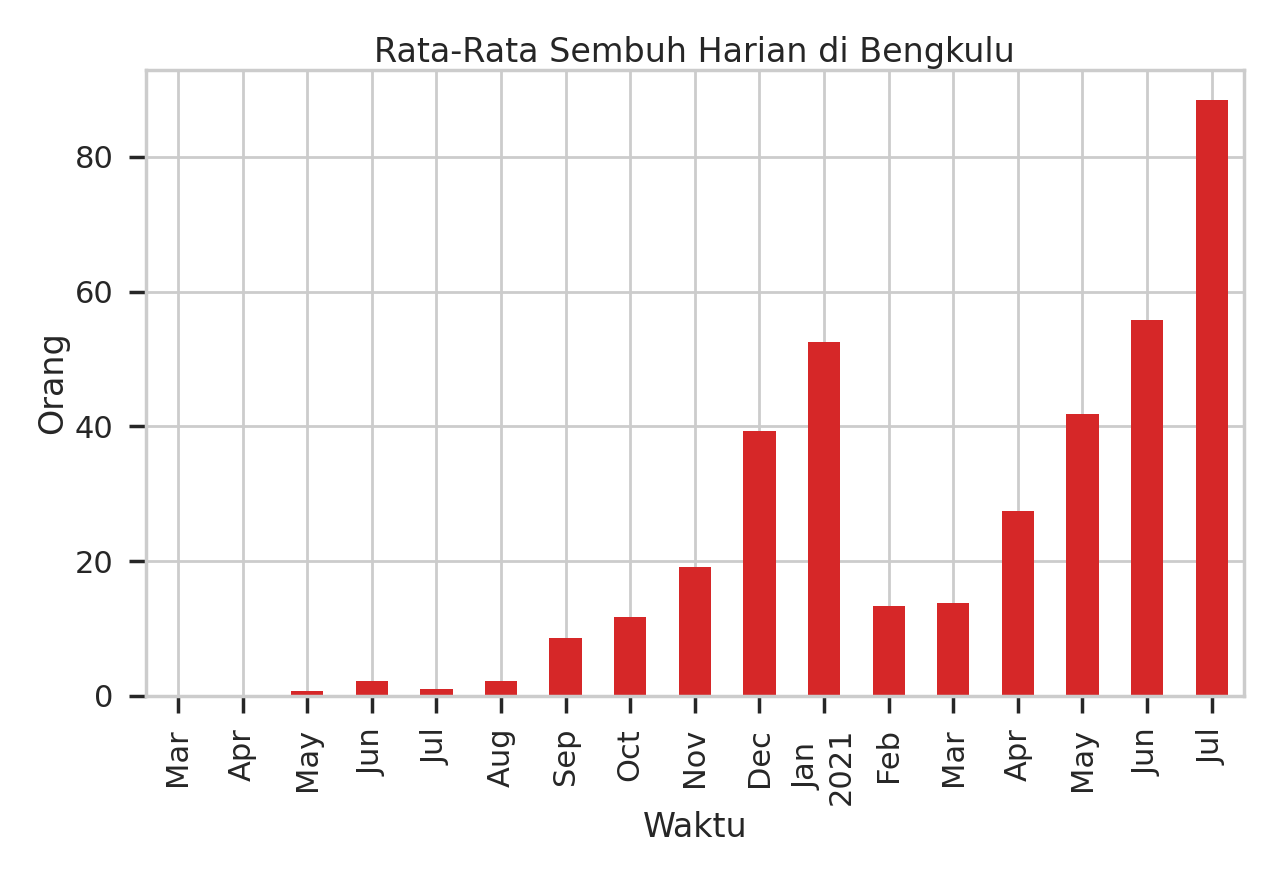 Rata-Rata Sembuh Harian di Bengkulu
Orang
80
60
40
20
0
Mar
Apr
May
Jun
Jul
Aug
Sep
Oct
Nov
Dec
Jan
2021
Feb
Mar
Apr
May
Jun
Jul
Waktu